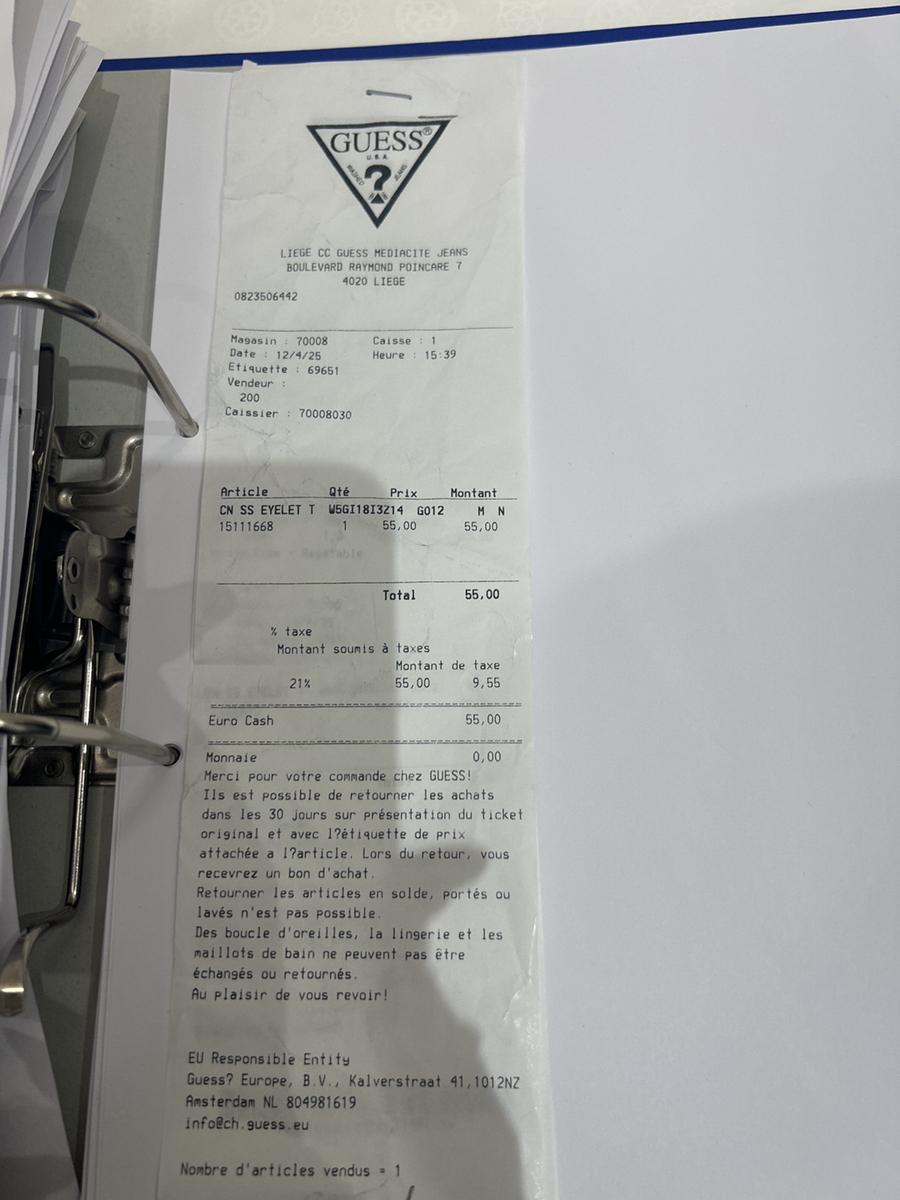 GUESS®
U.S.A.
WASHED JEANS
?
LIEGE CC GUESS MEDIACITE JEANS
BOULEVARD RAYMOND POINCARE 7
4020 LIEGE
0823506442
Magasin : 70008 Caisse : 1
Date : 12/4/25 Heure : 15:39
Etiquette : 69651
Vendeur :
200
Caissier : 70008030
Article Qté Prix Montant
CN SS EYELET T W5GI18I3Z14 G012 M N
15111668 1 55,00 55,00
Total 55,00
% taxe
Montant soumis à taxes
Montant de taxe
21% 55,00 9,55
Euro Cash 55,00
Monnaie 0,00
Merci pour votre commande chez GUESS!
Ils est possible de retourner les achats
dans les 30 jours sur présentation du ticket
original et avec l?étiquette de prix
attachée a l?article. Lors du retour, vous
recevrez un bon d'achat.
Retourner les articles en solde, portés ou
lavés n'est pas possible.
Des boucle d'oreilles, la lingerie et les
maillots de bain ne peuvent pas être
échangés ou retournés.
Au plaisir de vous revoir!
EU Responsible Entity
Guess? Europe, B.V., Kalverstraat 41,1012NZ
Amsterdam NL 804981619
info@ch.guess.eu
Nombre d'articles vendus = 1